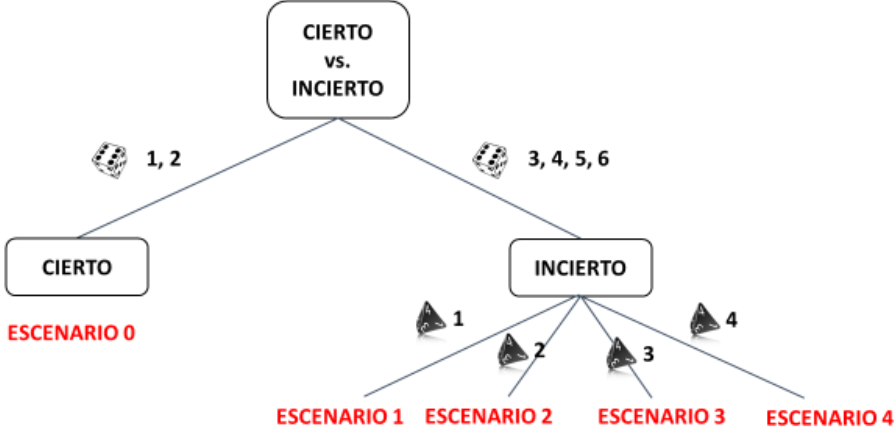 CIERTO
vs.
INCIERTO
1, 2
3, 4, 5, 6
CIERTO
INCIERTO
ESCENARIO 0
1
2
3
4
ESCENARIO 1
ESCENARIO 2
ESCENARIO 3
ESCENARIO 4